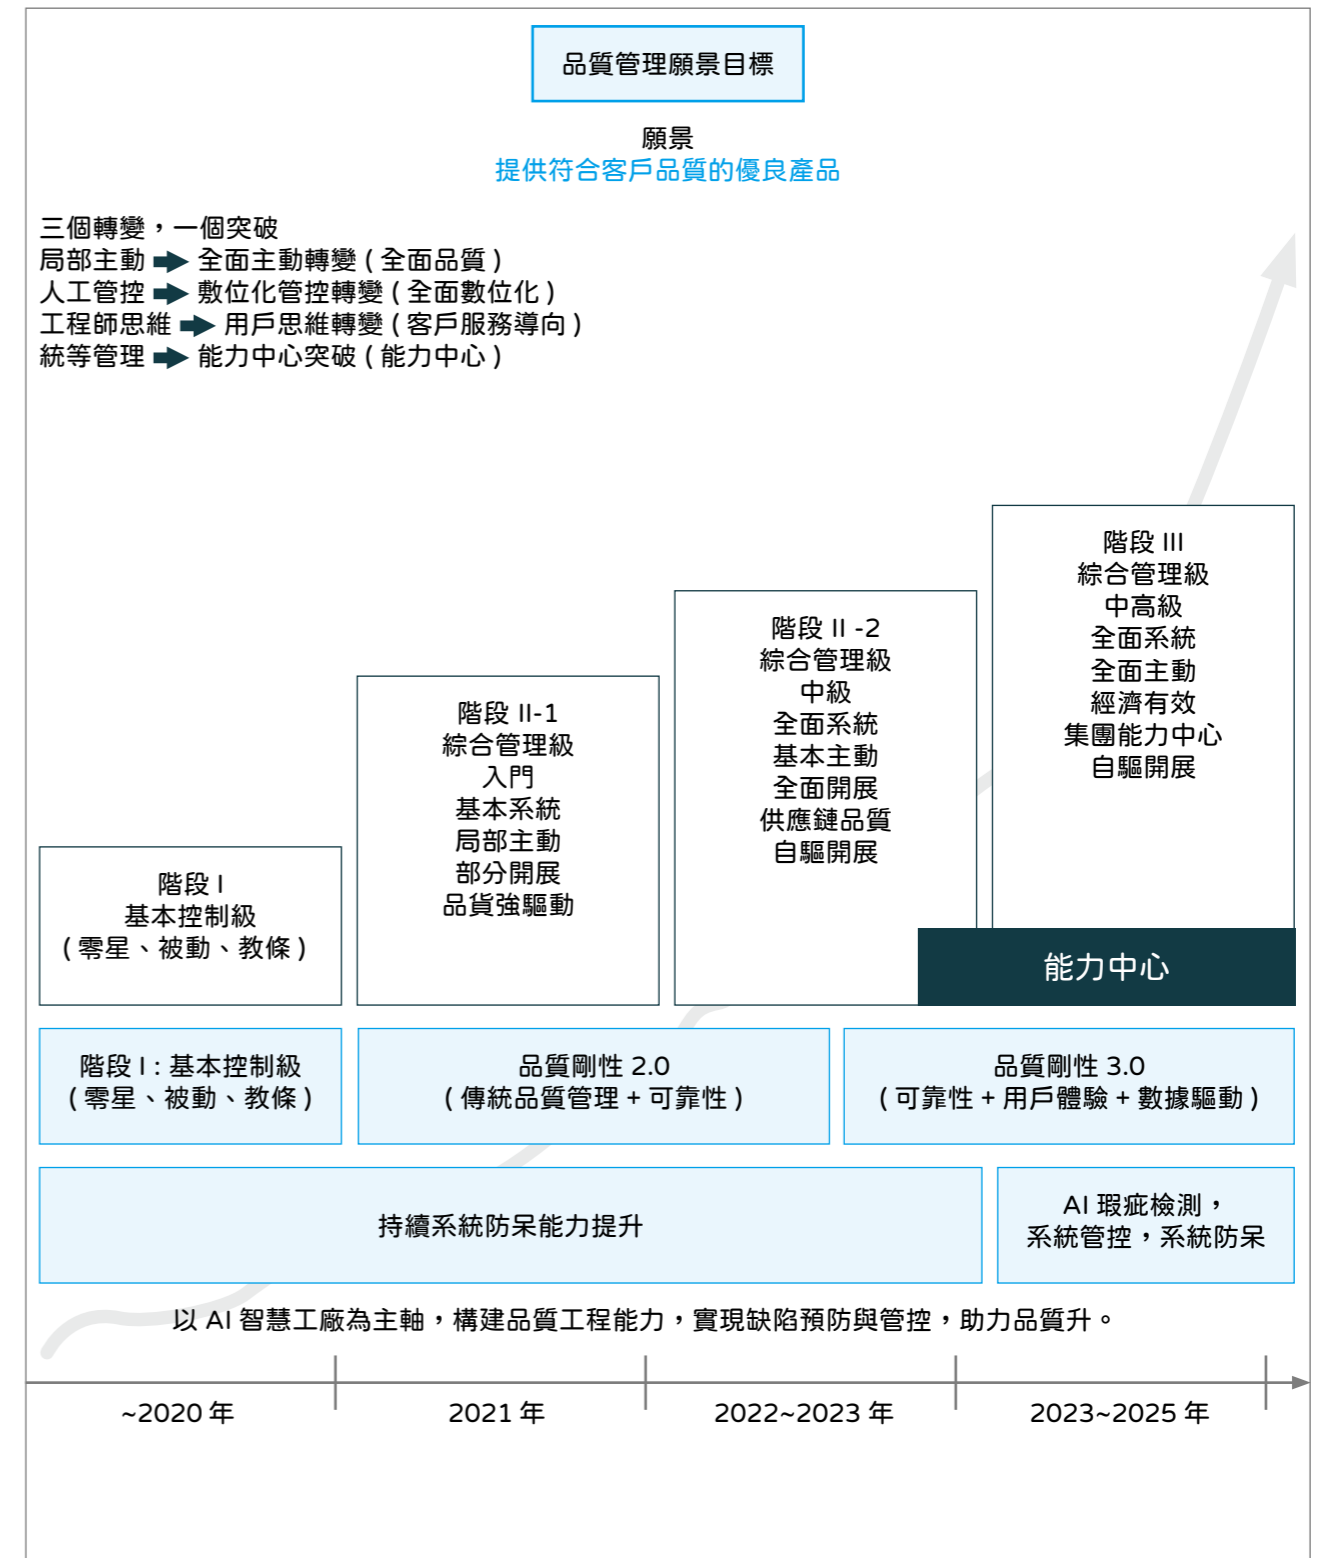 品質管理願景目標
願景
提供符合客戶品質的優良產品
三個轉變，一個突破
局部主動 全面主動轉變 ( 全面品質 )
人工管控 敷位化管控轉變 ( 全面數位化 )
工程師思維 用戶思維轉變 ( 客戶服務導向 )
統等管理 能力中心突破 ( 能力中心 )
階段 I
基本控制級
( 零星、被動、教條 )
階段 II-1
綜合管理級
入門
基本系統
局部主動
部分開展
品貨強驅動
階段 II -2
綜合管理級
中級
全面系統
基本主動
全面開展
供應鏈品質
自驅開展
階段 III
綜合管理級
中高級
全面系統
全面主動
經濟有效
集團能力中心
自驅開展
能力中心
階段 I : 基本控制級
( 零星、被動、教條 )
品質剛性 2.0
( 傳統品質管理 + 可靠性 )
品質剛性 3.0
( 可靠性 + 用戶體驗 + 數據驅動 )
持續系統防呆能力提升
AI 瑕疵檢測，
系統管控，系統防呆
以 AI 智慧工廠為主軸，構建品質工程能力，實現缺陷預防與管控，助力品質升。
~2020 年
2021 年
2022~2023 年
2023~2025 年